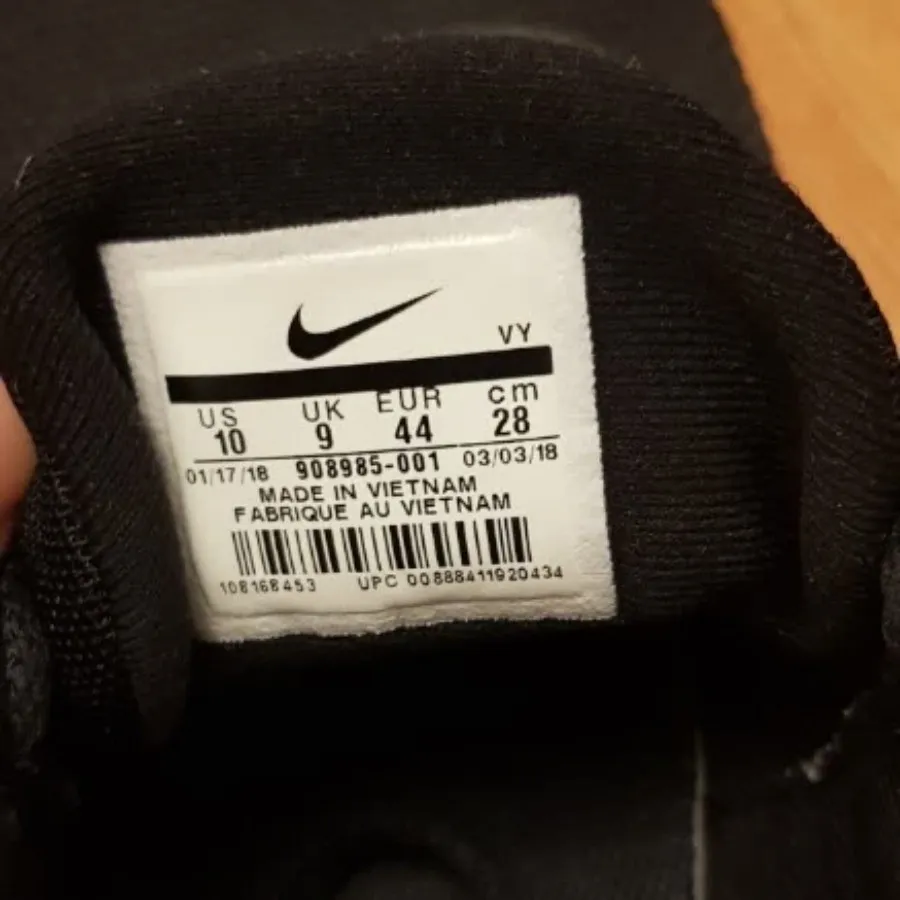 VY
US UK EUR cm
10 9 44 28
01/17/18 908985-001 03/03/18
MADE IN VIETNAM
FABRIQUE AU VIETNAM
108168453 UPC 00888411920434